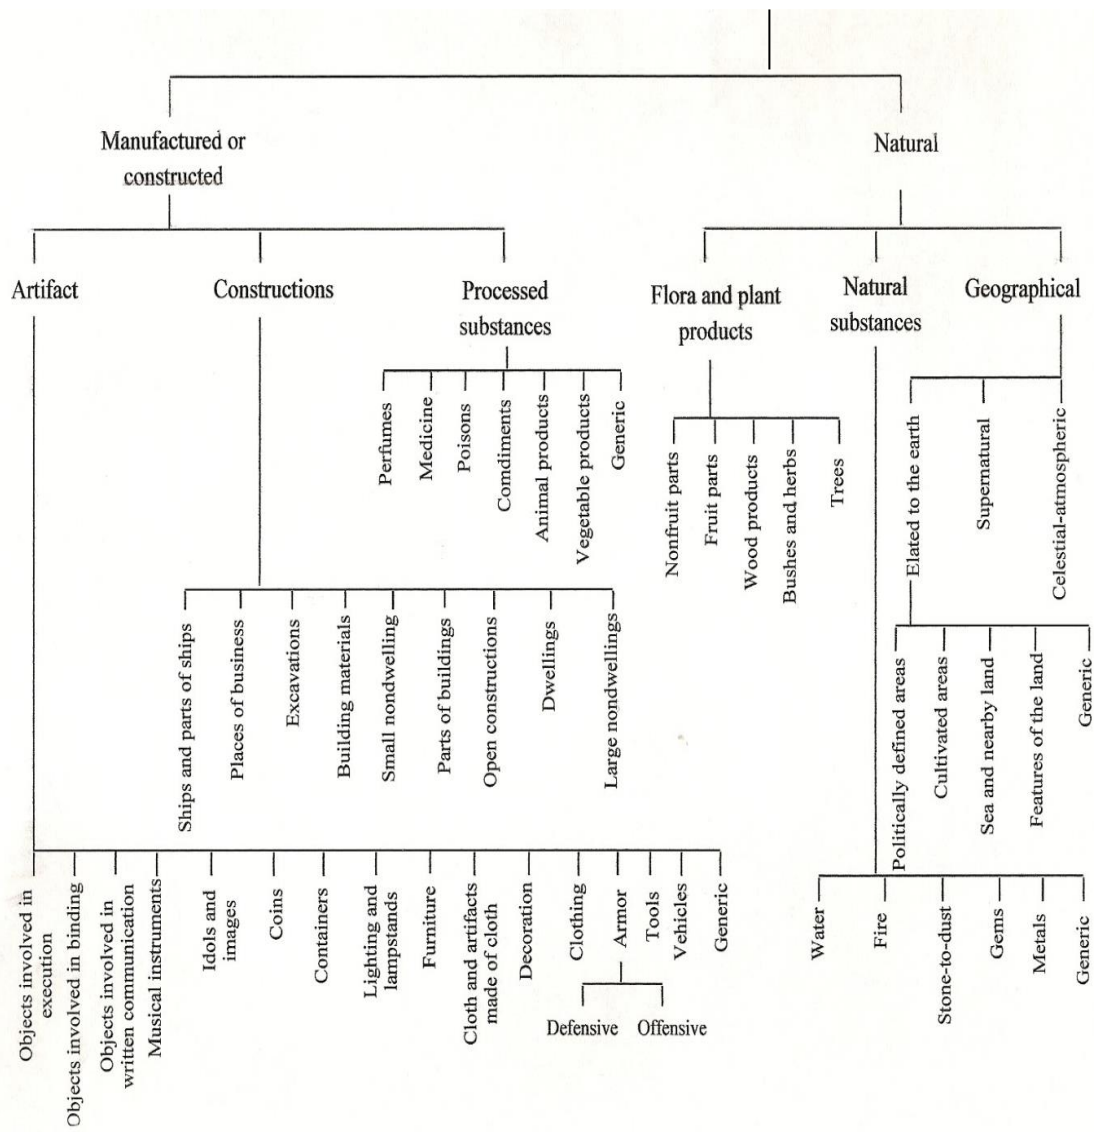 Manufactured or
constructed
Natural
Artifact
Constructions
Processed
substances
Flora and plant
products
Natural
substances
Geographical
Perfumes
Medicine
Poisons
Comdiments
Animal products
Vegetable products
Generic
Nonfruit parts
Fruit parts
Wood products
Bushes and herbs
Trees
Elated to the earth
Supernatural
Celestial-atmospheric
Ships and parts of ships
Places of business
Excavations
Building materials
Small nondwelling
Parts of buildings
Open constructions
Dwellings
Large nondwellings
Politically defined areas
Cultivated areas
Sea and nearby land
Features of the land
Generic
Objects involved in
execution
Objects involved in binding
Objects involved in
written communication
Musical instruments
Idols and
images
Coins
Containers
Lighting and
lampstands
Furniture
Cloth and artifacts
made of cloth
Decoration
Clothing
Armor
Tools
Vehicles
Generic
Defensive
Offensive
Water
Fire
Stone-to-dust
Gems
Metals
Generic